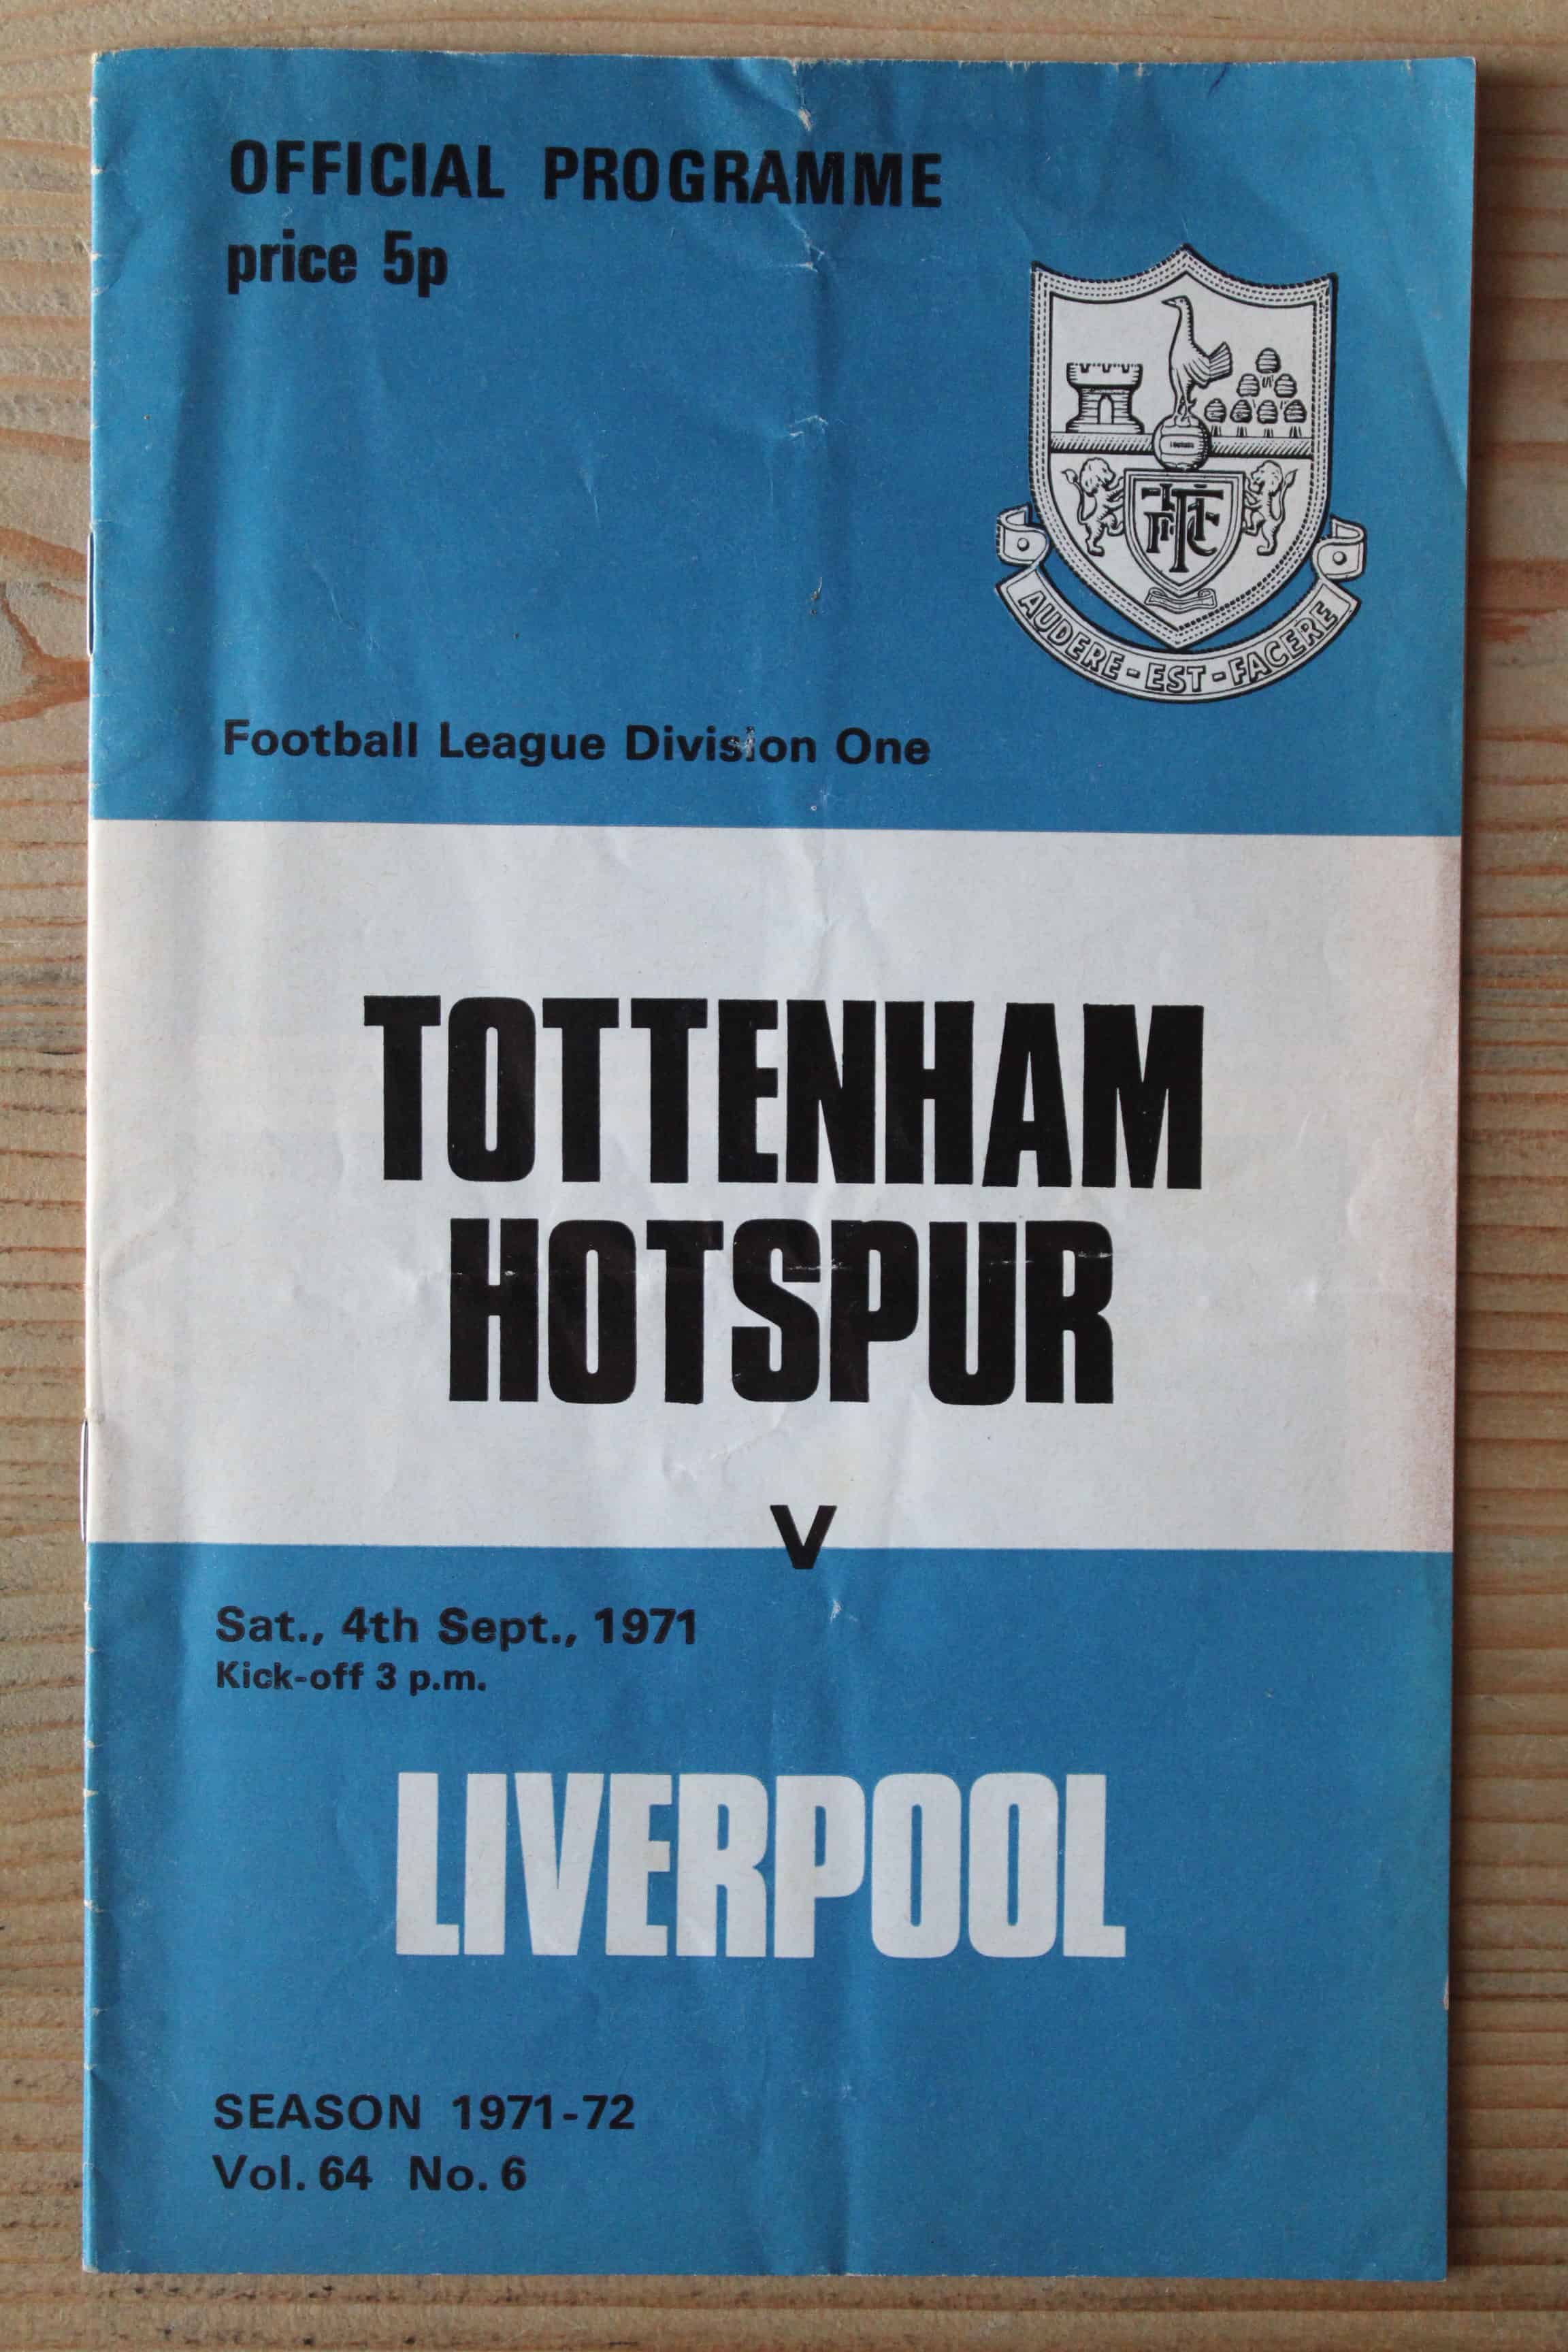 OFFICIAL PROGRAMME
price 5p
AUDERE-EST-FACERE
Football League Division One
TOTTENHAM
HOTSPUR
v
Sat., 4th Sept., 1971
Kick-off 3 p.m.
LIVERPOOL
SEASON 1971-72
Vol. 64 No. 6